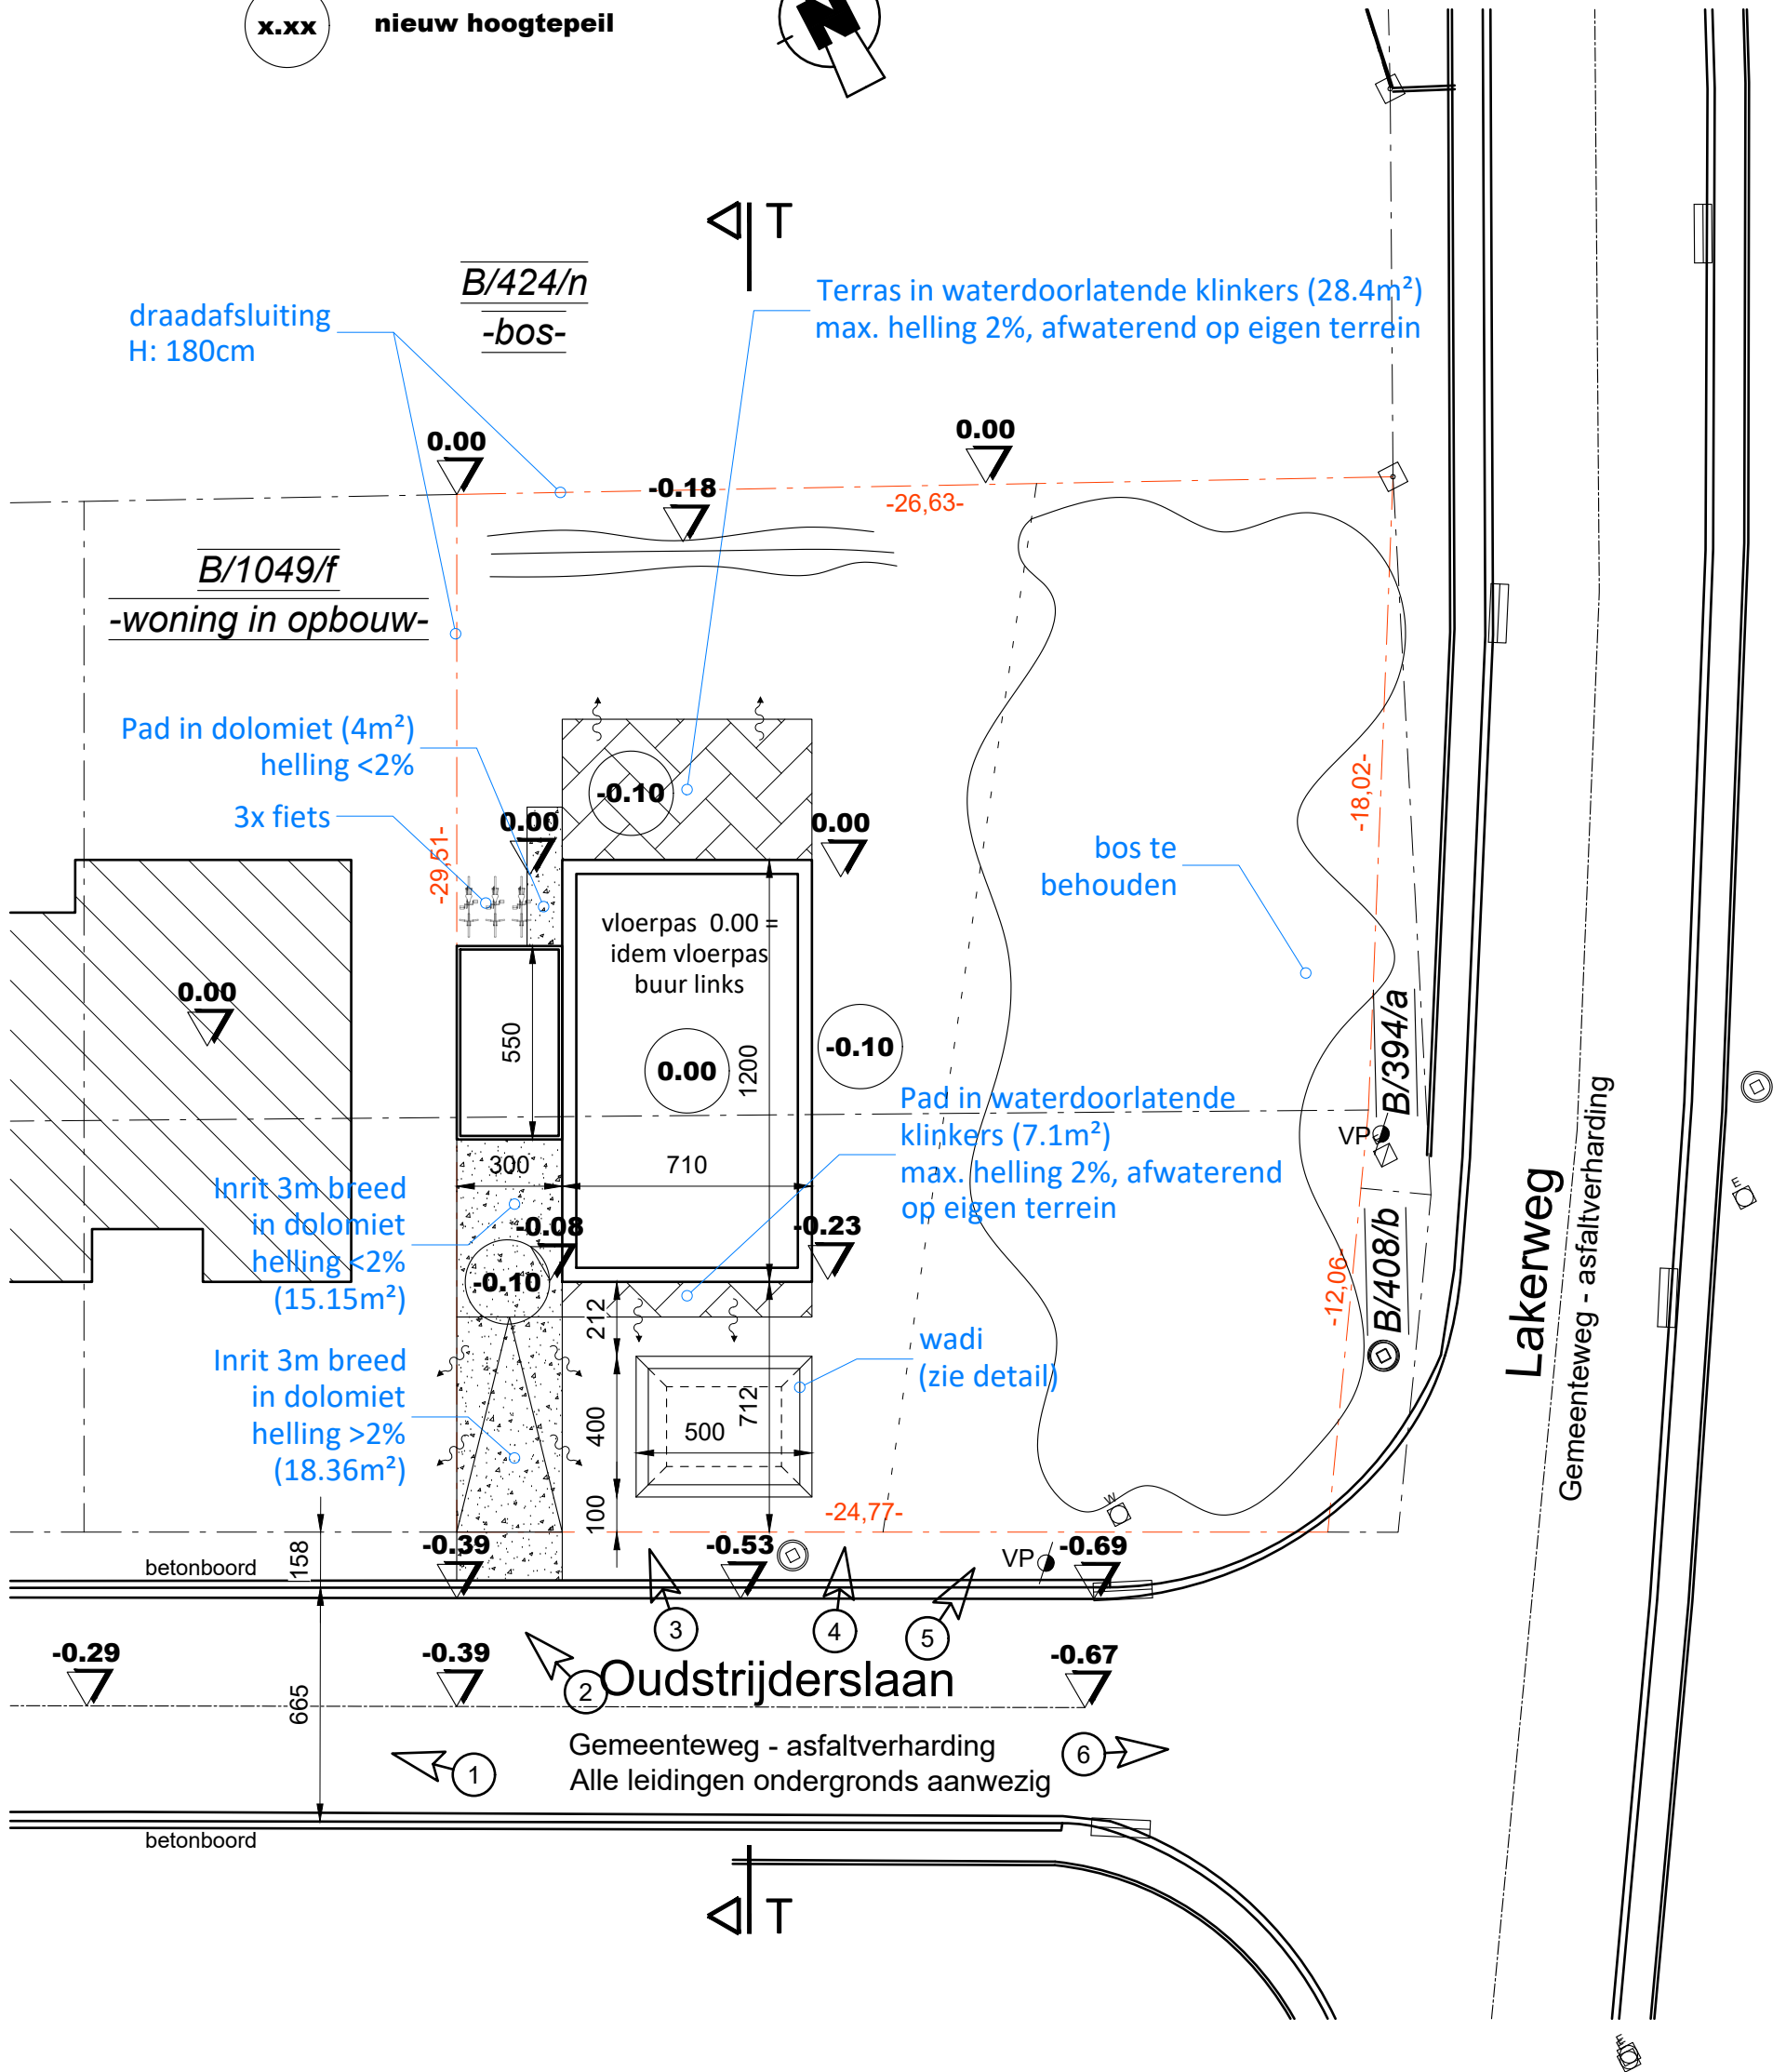 x.xx
nieuw hoogtepeil
N
T
B/424/n
-bos-
draadafsluiting
H: 180cm
Terras in waterdoorlatende klinkers (28.4m²)
max. helling 2%, afwaterend op eigen terrein
0.00
0.00
-0.18
-26,63-
B/1049/f
-woning in opbouw-
Pad in dolomiet (4m²)
helling <2%
3x fiets
-29,51-
-0.10
0.00
0.00
-18,02-
bos te
behouden
vloerpas 0.00 =
idem vloerpas
buur links
0.00
550
0.00
1200
-0.10
B/394/a
VP
Pad in waterdoorlatende
klinkers (7.1m²)
max. helling 2%, afwaterend
op eigen terrein
300
710
Inrit 3m breed
in dolomiet
helling <2%
(15.15m²)
-0.08
-0.23
-0.10
B/408/b
-12,06-
Lakerweg
Gemeenteweg - asfaltverharding
E
212
Inrit 3m breed
in dolomiet
helling >2%
(18.36m²)
wadi
(zie detail)
400
500
712
100
-24,77-
W
158
betonboord
-0.39
-0.53
VP
-0.69
3
4
5
-0.29
-0.39
-0.67
2
Oudstrijderslaan
665
Gemeenteweg - asfaltverharding
Alle leidingen ondergronds aanwezig
1
6
betonboord
T